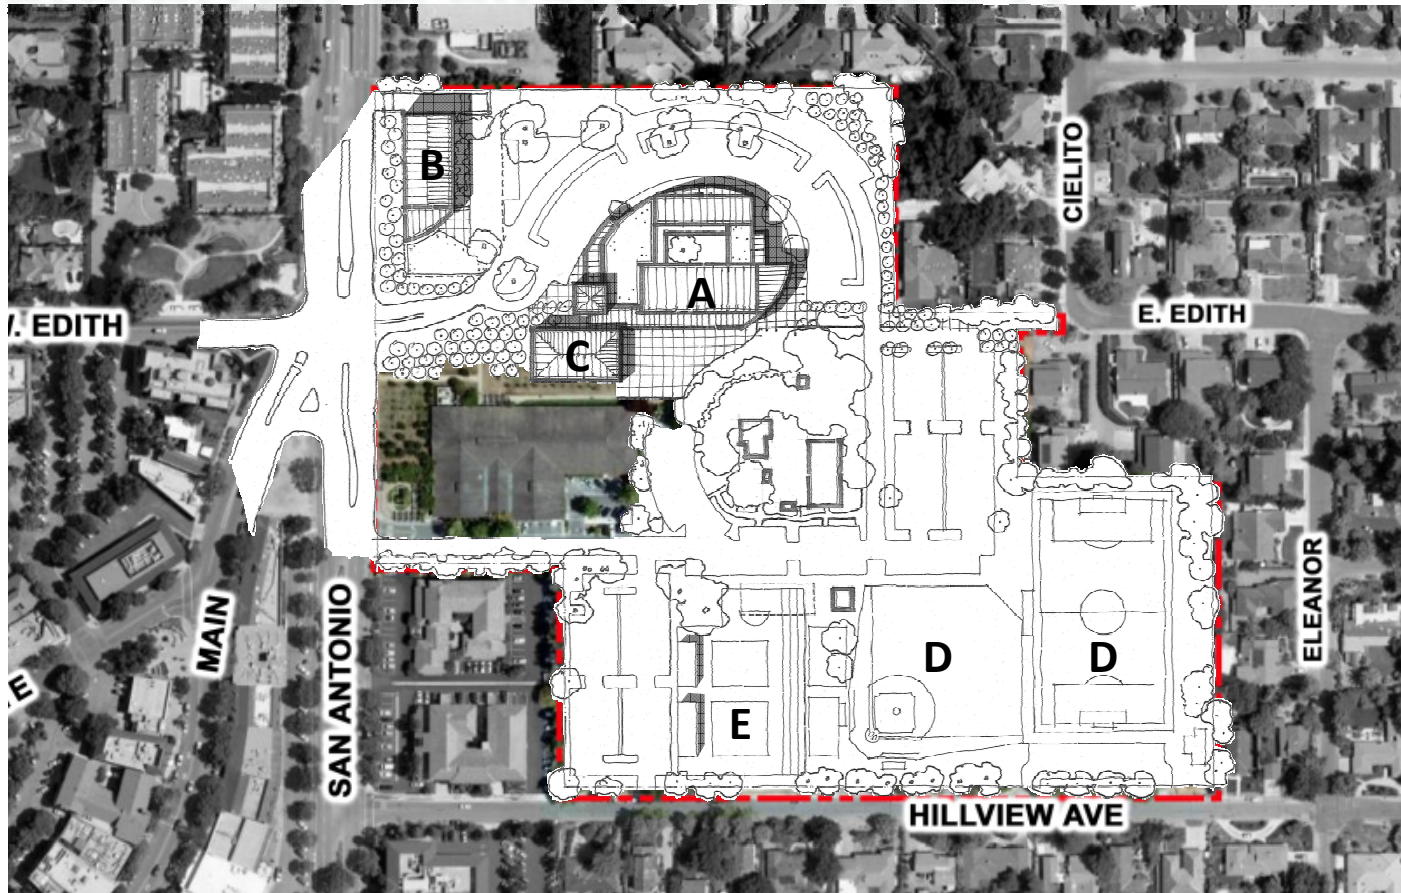 B
CIELITO
A
W. EDITH
E. EDITH
C
ELEANOR
MAIN
SAN ANTONIO
D
D
E
HILLVIEW AVE